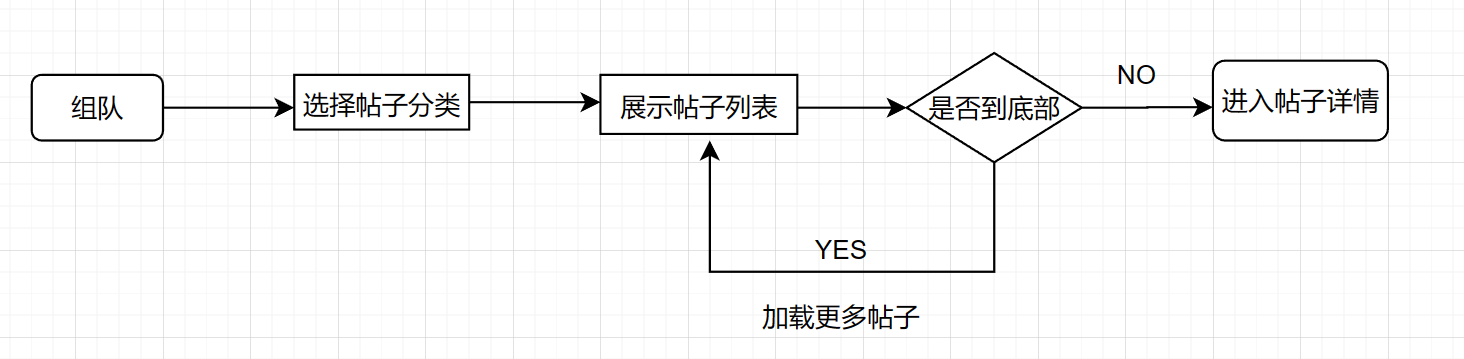 组队
选择帖子分类
展示帖子列表
是否到底部
NO
进入帖子详情
YES
加载更多帖子